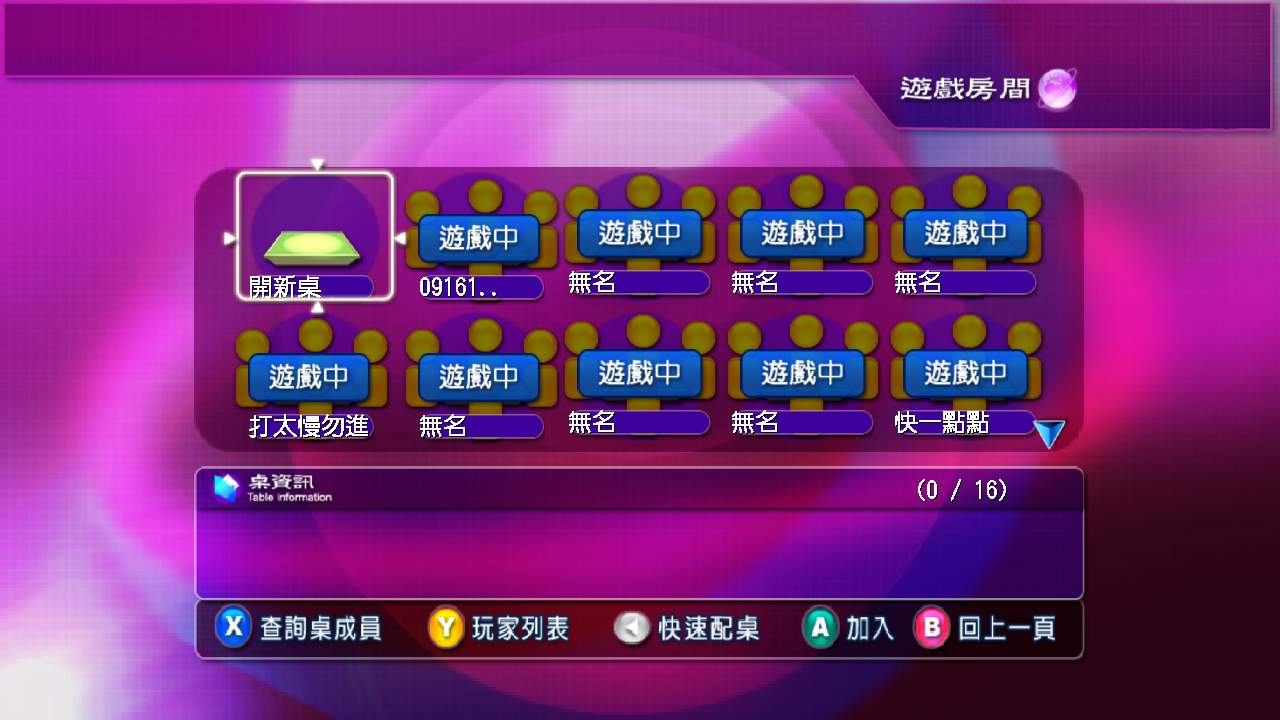 遊戲房間
遊戲中
遊戲中
遊戲中
遊戲中
開新桌
09161..
無名
無名
無名
遊戲中
遊戲中
遊戲中
遊戲中
遊戲中
打太慢勿進
無名
無名
無名
快一點點
桌資訊
Table information
(0 / 16)
X 查詢桌成員 Y 玩家列表 快速配桌 A 加入 B 回上一頁